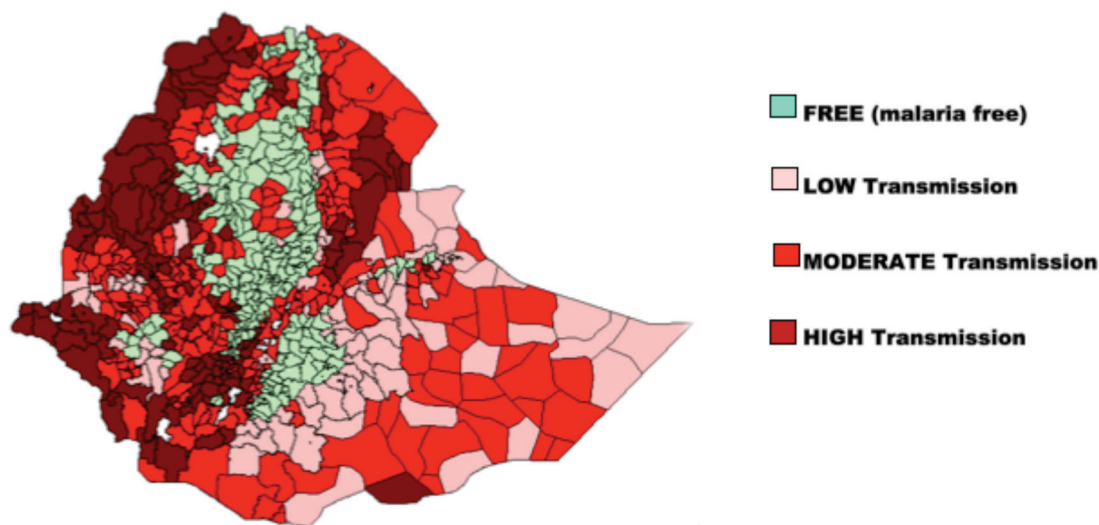 FREE (malaria free)
LOW Transmission
MODERATE Transmission
HIGH Transmission